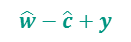 ŵ − ĉ + y